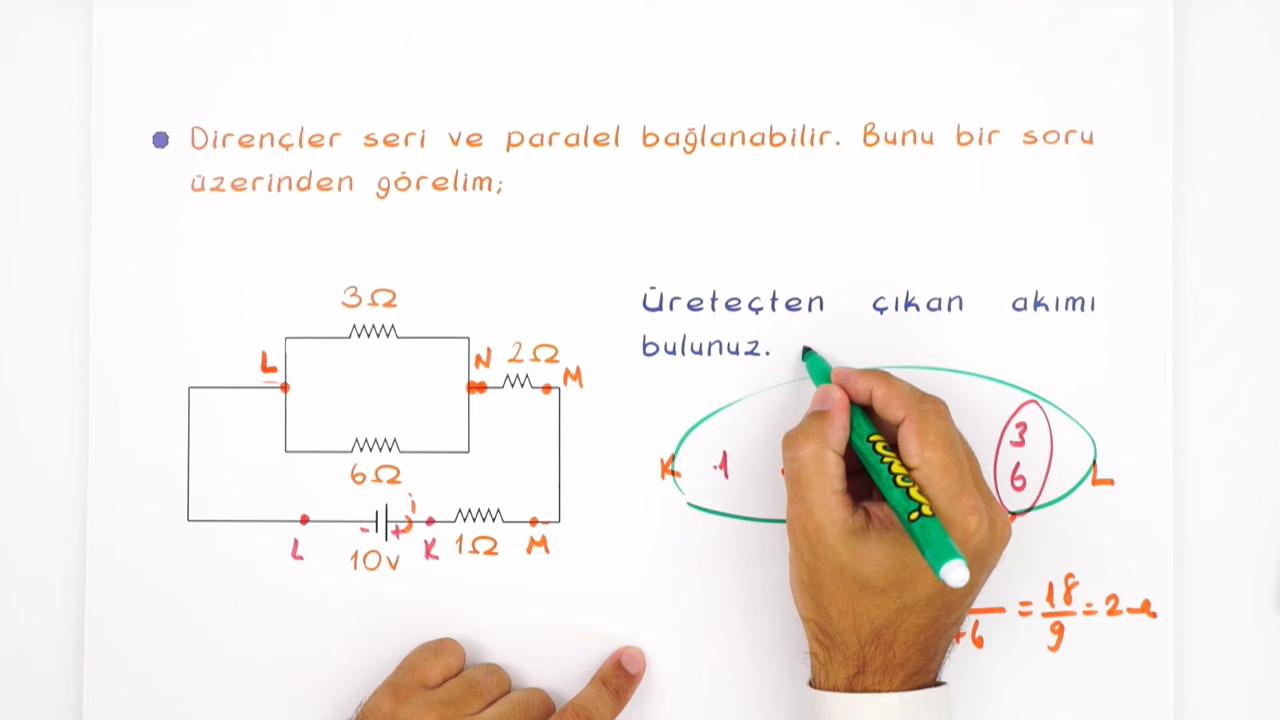 Dirençler seri ve paralel bağlanabilir. Bunu bir soru
üzerinden görelim;
3Ω
Üreteçten çıkan akımı
bulunuz.
L N 2Ω M
3
K 1 L
6
6Ω
i
- +
L 10v K 1Ω M
= 18/9 = 2
+6